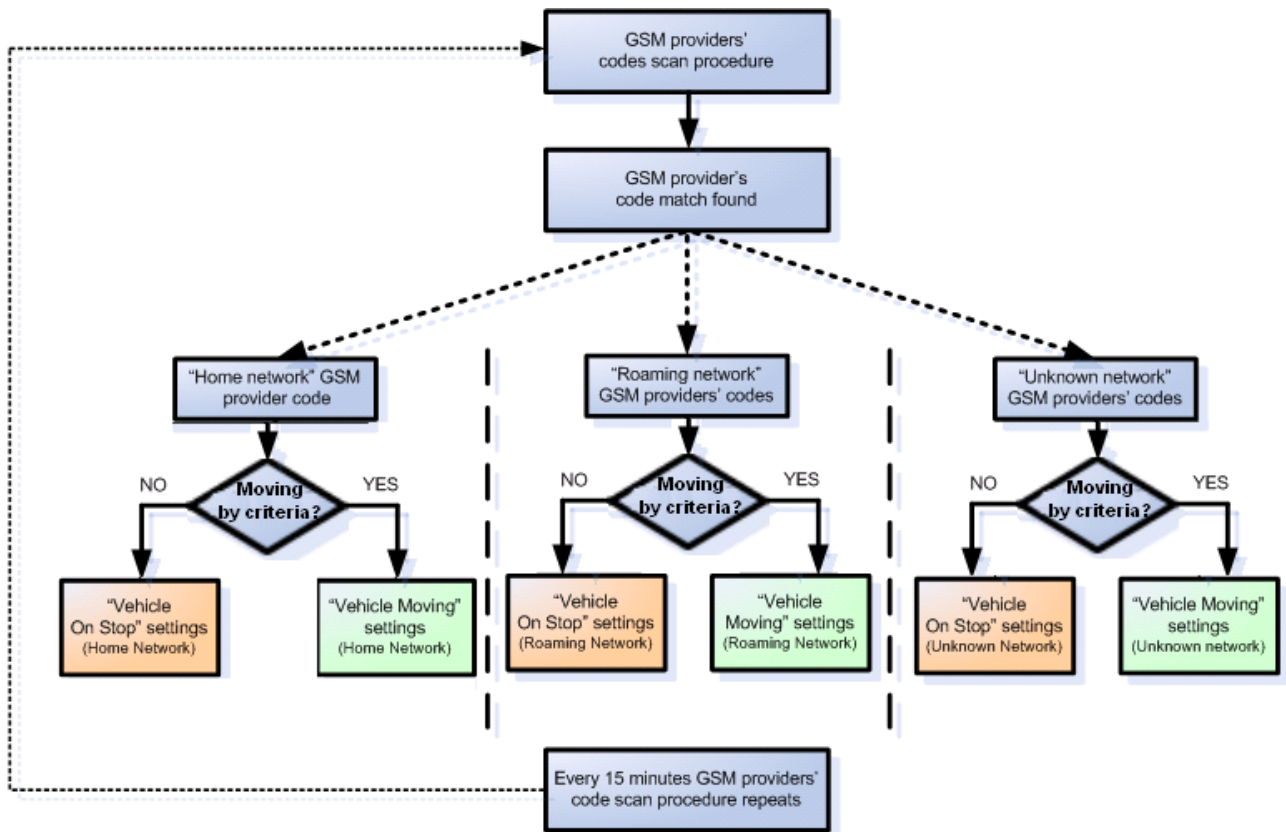 GSM providers'
codes scan procedure
GSM provider's
code match found
“Home network” GSM
provider code
“Roaming network”
GSM providers' codes
“Unknown network”
GSM providers' codes
NO
Moving
by criteria?
YES
NO
Moving
by criteria?
YES
NO
Moving
by criteria?
YES
“Vehicle
On Stop” settings
(Home Network)
“Vehicle Moving”
settings
(Home Network)
“Vehicle
On Stop” settings
(Roaming Network)
“Vehicle
Moving” settings
(Roaming Network)
“Vehicle
On Stop” settings
(Unknown Network)
“Vehicle Moving”
settings
(Unknown network)
Every 15 minutes GSM providers'
code scan procedure repeats